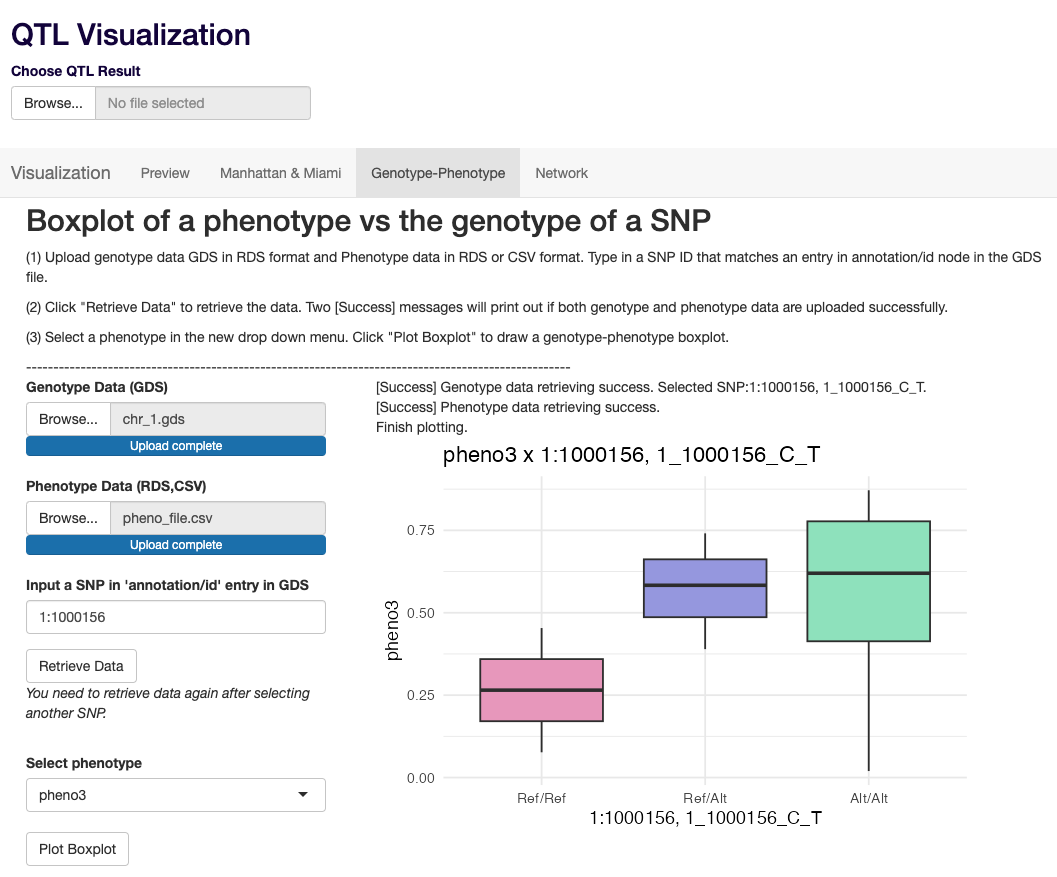 QTL Visualization
Choose QTL Result
Browse... No file selected
Visualization Preview Manhattan & Miami Genotype-Phenotype Network
Boxplot of a phenotype vs the genotype of a SNP
(1) Upload genotype data GDS in RDS format and Phenotype data in RDS or CSV format. Type in a SNP ID that matches an entry in annotation/id node in the GDS
file.
(2) Click "Retrieve Data" to retrieve the data. Two [Success] messages will print out if both genotype and phenotype data are uploaded successfully.
(3) Select a phenotype in the new drop down menu. Click "Plot Boxplot" to draw a genotype-phenotype boxplot.
----------------------------------------------------------------------------------------------------
Genotype Data (GDS)
Browse... chr_1.gds
Upload complete
Phenotype Data (RDS,CSV)
Browse... pheno_file.csv
Upload complete
Input a SNP in 'annotation/id' entry in GDS
1:1000156
Retrieve Data
You need to retrieve data again after selecting
another SNP.
Select phenotype
pheno3
Plot Boxplot
[Success] Genotype data retrieving success. Selected SNP:1:1000156, 1_1000156_C_T.
[Success] Phenotype data retrieving success.
Finish plotting.
pheno3 x 1:1000156, 1_1000156_C_T
pheno3
0.75
0.50
0.25
0.00
Ref/Ref Ref/Alt Alt/Alt
1:1000156, 1_1000156_C_T